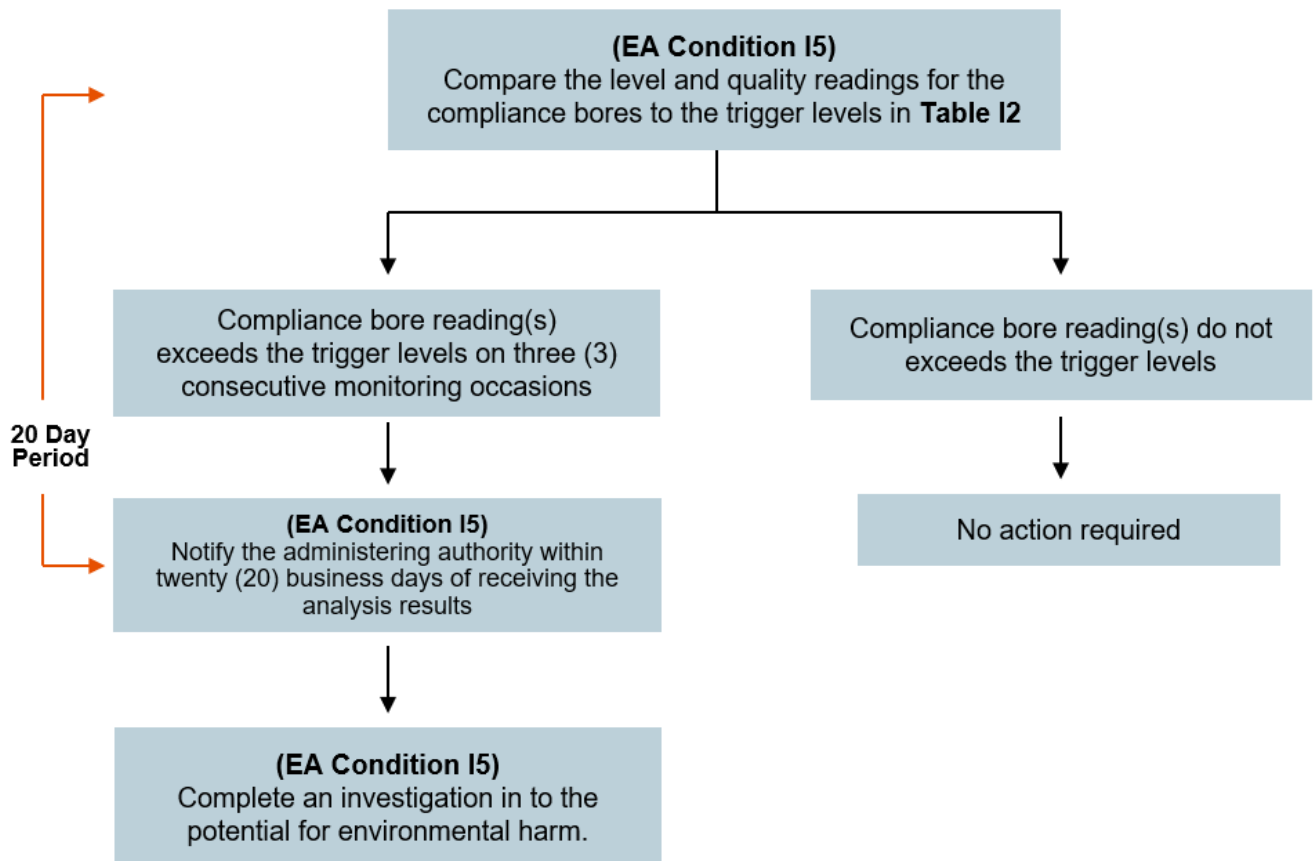 (EA Condition I5)
Compare the level and quality readings for the
compliance bores to the trigger levels in Table I2
Compliance bore reading(s)
exceeds the trigger levels on three (3)
consecutive monitoring occasions
Compliance bore reading(s) do not
exceeds the trigger levels
20 Day
Period
(EA Condition I5)
Notify the administering authority within
twenty (20) business days of receiving the
analysis results
No action required
(EA Condition I5)
Complete an investigation in to the
potential for environmental harm.